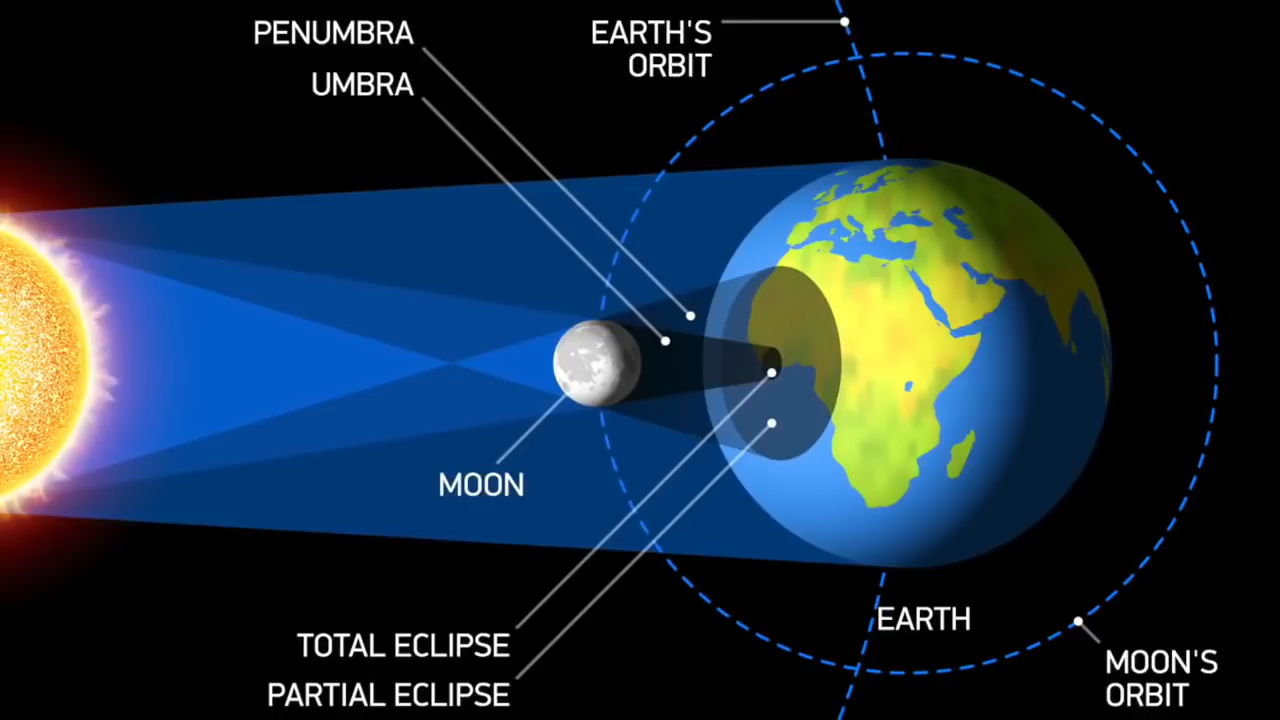 PENUMBRA
UMBRA
EARTH'S
ORBIT
MOON
TOTAL ECLIPSE
PARTIAL ECLIPSE
EARTH
MOON'S
ORBIT